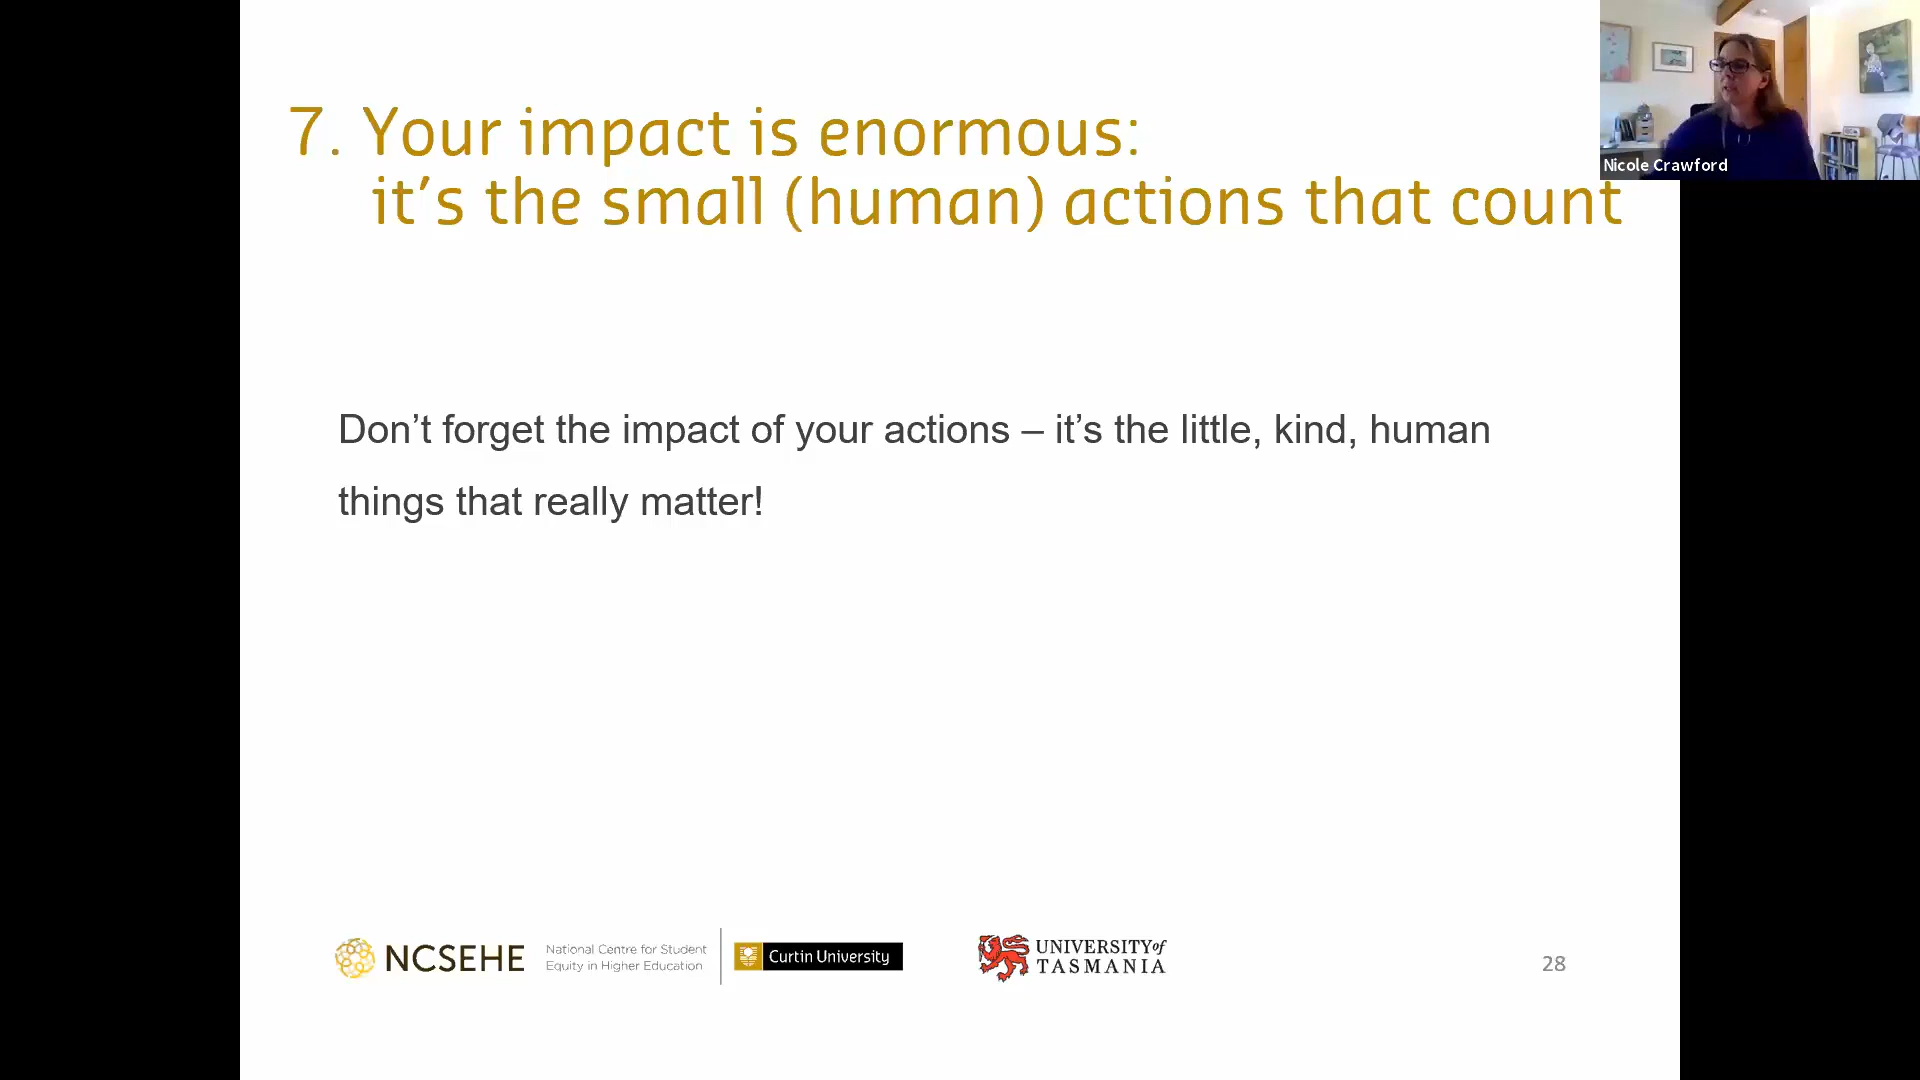 7. Your impact is enormous:
it’s the small (human) actions that count
Nicole Crawford
Don’t forget the impact of your actions – it’s the little, kind, human
things that really matter!
NCSEHE
National Centre for Student
Equity in Higher Education
Curtin University
UNIVERSITY of
TASMANIA
28